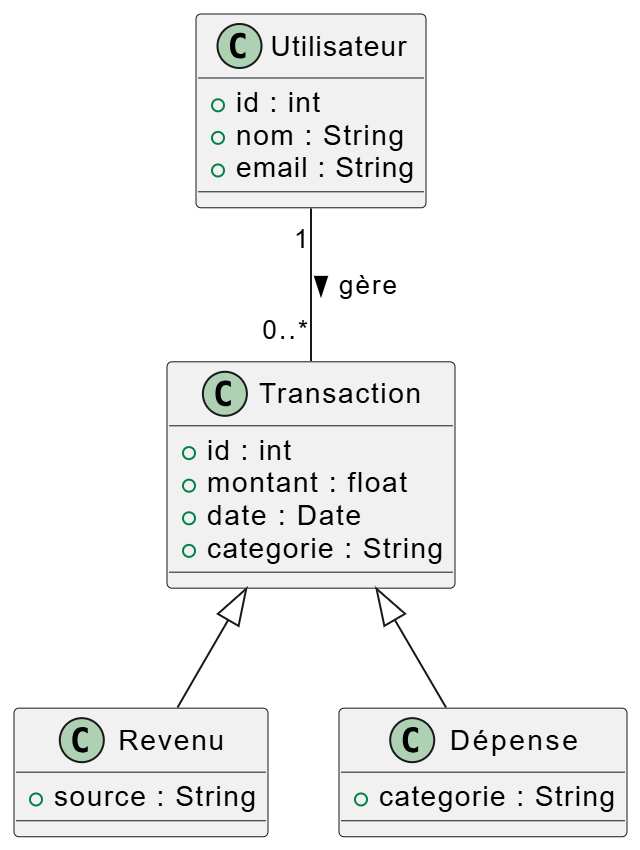 C Utilisateur
id : int
nom : String
email : String
1
gère
0..*
C Transaction
id : int
montant : float
date : Date
categorie : String
C Revenu
source : String
C Dépense
categorie : String